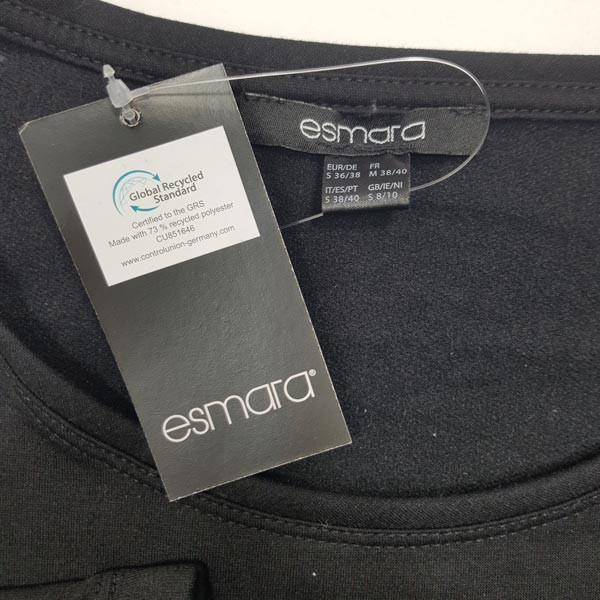 Global Recycled
Standard
Certified to the GRS
Made with 73 % recycled polyester
CU851646
www.controlunion-germany.com
esmara®
esmara
EUR/DE FR
S 36/38 M 38/40
IT/ES/PT GB/IE/NI
S 38/40 S 8/10